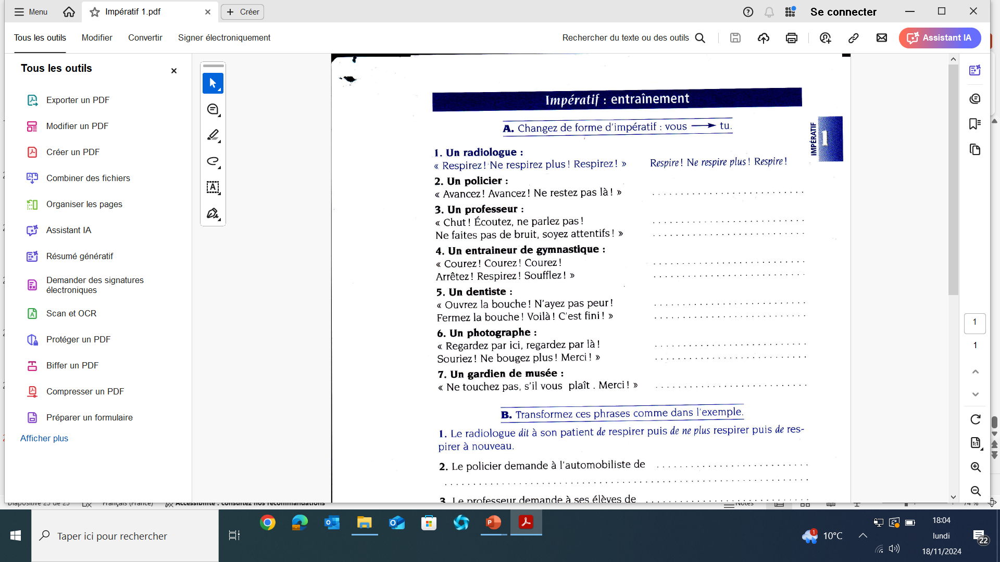 Menu
Impératif 1.pdf
Créer
Se connecter
Tous les outils
Modifier
Convertir
Signer électroniquement
Rechercher du texte ou des outils
Assistant IA
Tous les outils
Exporter un PDF
Modifier un PDF
Créer un PDF
Combiner des fichiers
Organiser les pages
Assistant IA
Résumé génératif
Demander des signatures
électroniques
Scan et OCR
Protéger un PDF
Biffer un PDF
Compresser un PDF
Préparer un formulaire
Afficher plus
Impératif : entraînement
A. Changez de forme d'impératif : vous → tu.
IMPÉRATIF
1
1. Un radiologue :
« Respirez ! Ne respirez plus ! Respirez ! » Respire ! Ne respire plus ! Respire !
2. Un policier :
« Avancez ! Avancez ! Ne restez pas là ! »
3. Un professeur :
« Chut ! Écoutez, ne parlez pas !
Ne faites pas de bruit, soyez attentifs ! »
4. Un entraineur de gymnastique :
« Courez ! Courez ! Courez !
Arrêtez ! Respirez ! Soufflez ! »
5. Un dentiste :
« Ouvrez la bouche ! N'ayez pas peur !
Fermez la bouche ! Voilà ! C'est fini ! »
6. Un photographe :
« Regardez par ici, regardez par là !
Souriez ! Ne bougez plus ! Merci ! »
7. Un gardien de musée :
« Ne touchez pas, s'il vous plaît . Merci ! »
B. Transformez ces phrases comme dans l'exemple.
1. Le radiologue dit à son patient de respirer puis de ne plus respirer puis de res-
pirer à nouveau.
2. Le policier demande à l'automobiliste de
3. Le professeur demande à ses élèves de
1
1
Diapositive 25 de 25
Français (France)
Accessibilité : consultez nos recommandations
Notes
74 %
Taper ici pour rechercher
1
10°C
18:04
lundi
18/11/2024
22